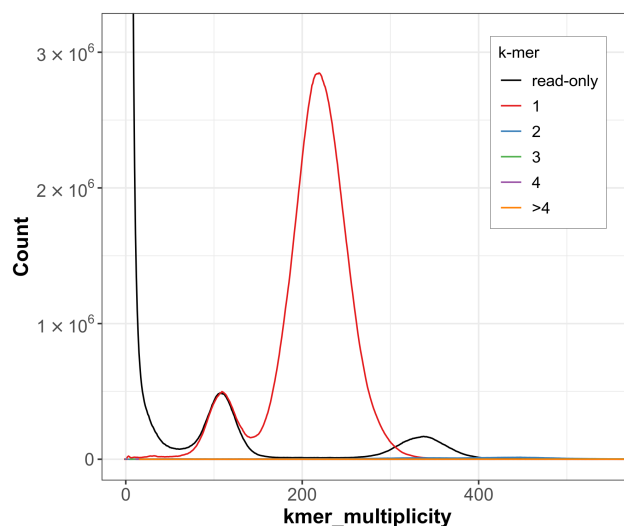 3 × 10⁶
2 × 10⁶
1 × 10⁶
0
Count
0 200 400
kmer_multiplicity
k-mer
read-only
1
2
3
4
>4